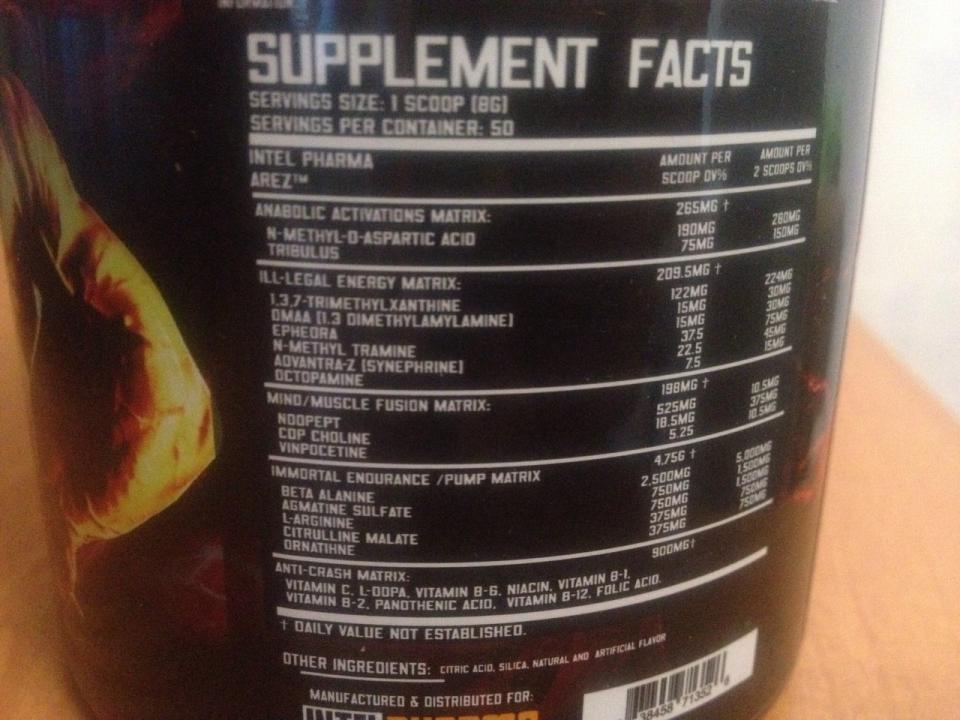 INFORMATION
SUPPLEMENT FACTS
SERVINGS SIZE: 1 SCOOP (8G)
SERVINGS PER CONTAINER: 50
INTEL PHARMA AMOUNT PER AMOUNT PER
AREZ™ SCOOP DV% 2 SCOOPS DV%
ANABOLIC ACTIVATIONS MATRIX: 265MG †
N-METHYL-D-ASPARTIC ACID 190MG 280MG
TRIBULUS 75MG 150MG
ILL-LEGAL ENERGY MATRIX: 209.5MG †
1,3,7-TRIMETHYLXANTHINE 122MG 224MG
DMAA [1,3 DIMETHYLAMYLAMINE] 15MG 30MG
EPHEDRA 15MG 30MG
N-METHYL TRAMINE 37.5 75MG
ADVANTRA-Z (SYNEPHRINE) 22.5 45MG
OCTOPAMINE 7.5 15MG
MIND/MUSCLE FUSION MATRIX: 198MG †
NOOPEPT 525MG 10.5MG
CDP CHOLINE 18.5MG 375MG
VINPOCETINE 5.25 10.5MG
IMMORTAL ENDURANCE /PUMP MATRIX 4.75G †
BETA ALANINE 2,500MG 5,000MG
AGMATINE SULFATE 750MG 1,500MG
L-ARGININE 750MG 1,500MG
CITRULLINE MALATE 375MG 750MG
ORNATIHNE 375MG 750MG
ANTI-CRASH MATRIX: 900MG†
VITAMIN C, L-DOPA, VITAMIN B-6, NIACIN, VITAMIN B-1,
VITAMIN B-2, PANOTHENIC ACID, VITAMIN B-12, FOLIC ACID.
† DAILY VALUE NOT ESTABLISHED.
OTHER INGREDIENTS: CITRIC ACID, SILICA, NATURAL AND ARTIFICIAL FLAVOR
MANUFACTURED & DISTRIBUTED FOR:
38458 71352 6